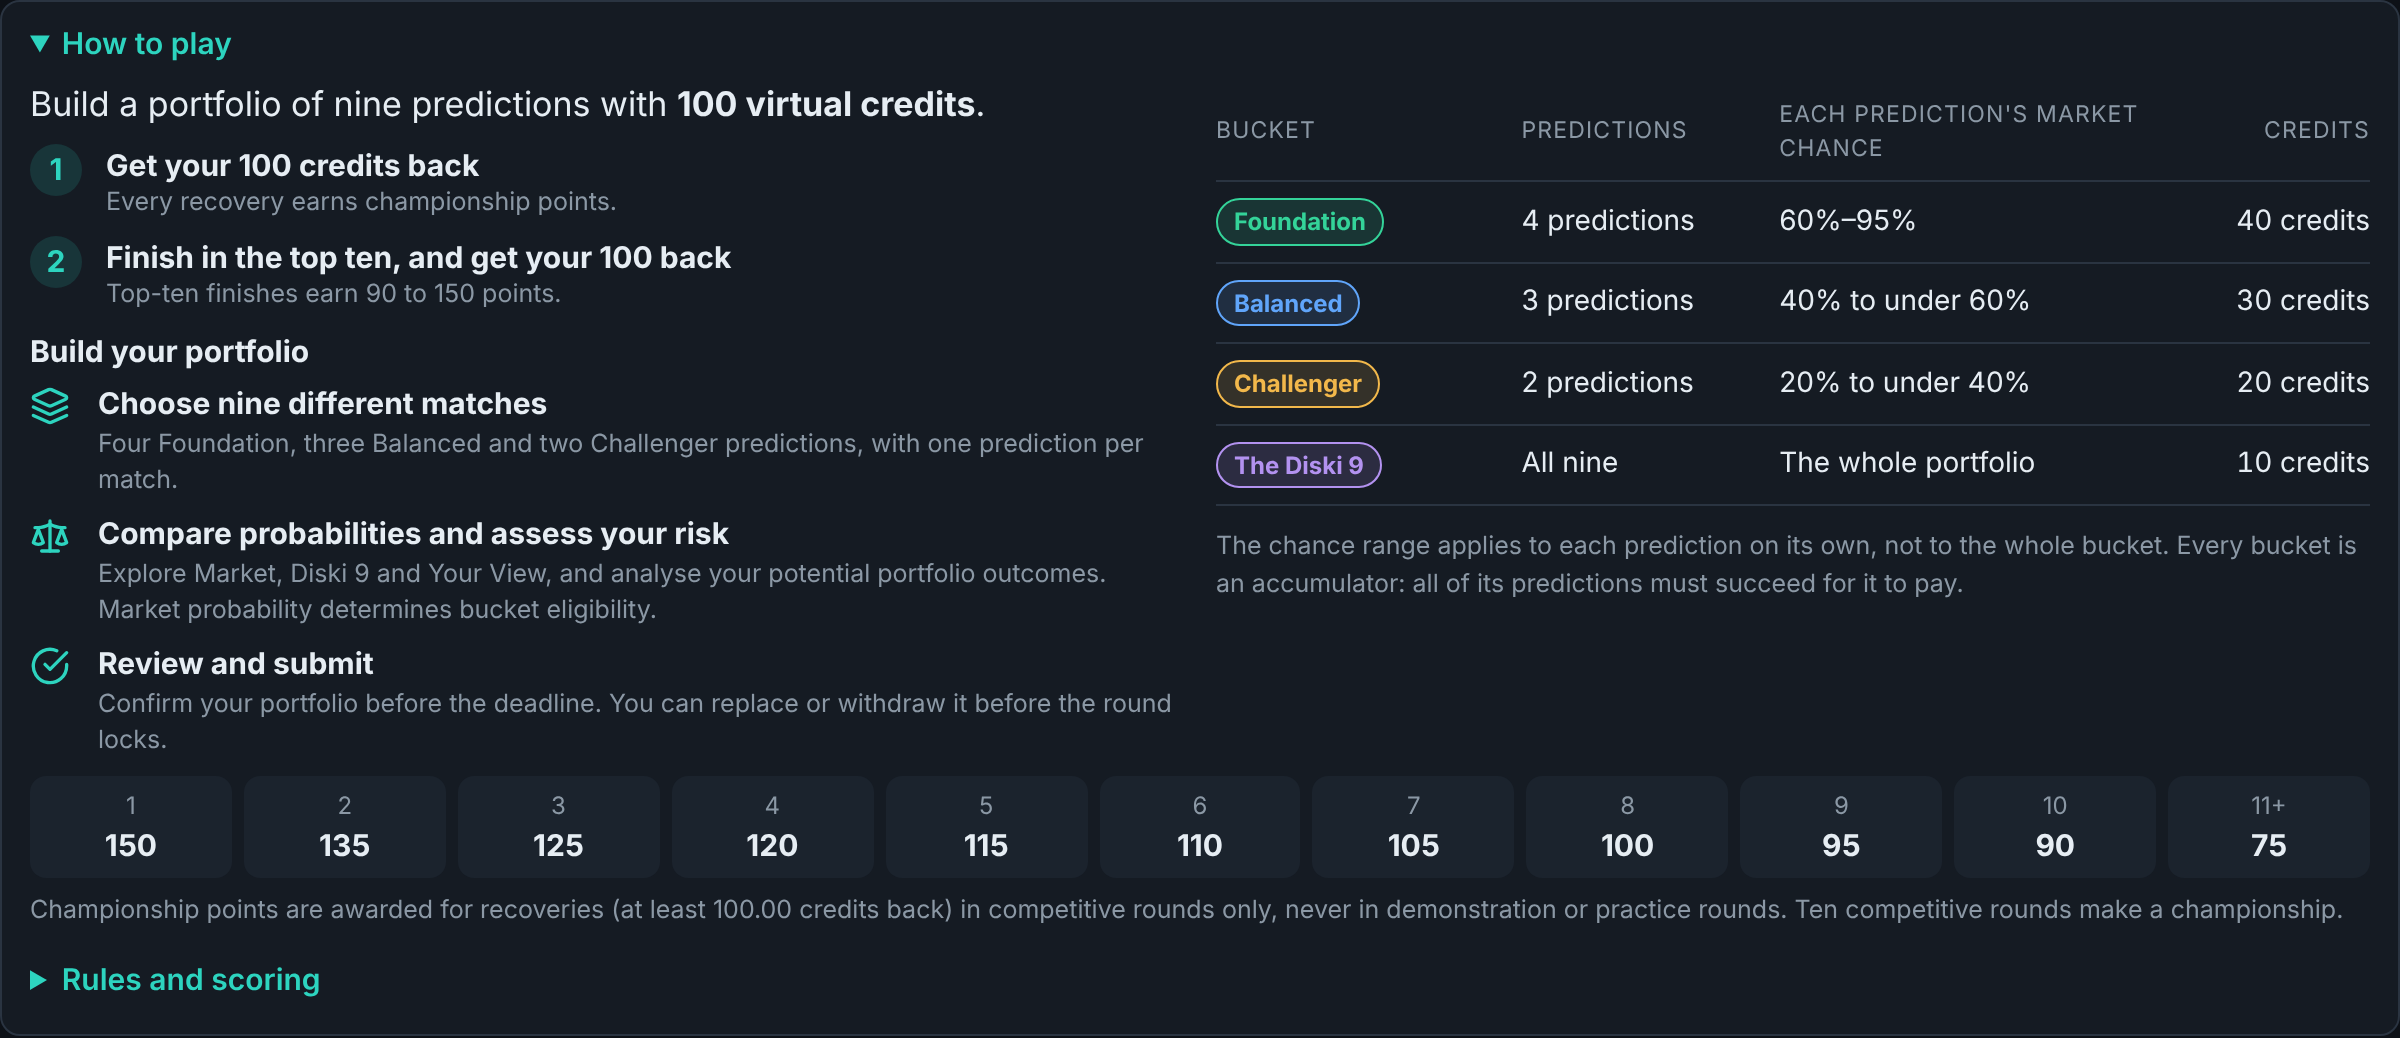 ▼ How to play
Build a portfolio of nine predictions with 100 virtual credits.
1
Get your 100 credits back
Every recovery earns championship points.
2
Finish in the top ten, and get your 100 back
Top-ten finishes earn 90 to 150 points.
Build your portfolio
Choose nine different matches
Four Foundation, three Balanced and two Challenger predictions, with one prediction per
match.
Compare probabilities and assess your risk
Explore Market, Diski 9 and Your View, and analyse your potential portfolio outcomes.
Market probability determines bucket eligibility.
Review and submit
Confirm your portfolio before the deadline. You can replace or withdraw it before the round
locks.
BUCKET PREDICTIONS EACH PREDICTION'S MARKET
CHANCE CREDITS
Foundation 4 predictions 60%–95% 40 credits
Balanced 3 predictions 40% to under 60% 30 credits
Challenger 2 predictions 20% to under 40% 20 credits
The Diski 9 All nine The whole portfolio 10 credits
The chance range applies to each prediction on its own, not to the whole bucket. Every bucket is
an accumulator: all of its predictions must succeed for it to pay.
1 2 3 4 5 6 7 8 9 10 11+
150 135 125 120 115 110 105 100 95 90 75
Championship points are awarded for recoveries (at least 100.00 credits back) in competitive rounds only, never in demonstration or practice rounds. Ten competitive rounds make a championship.
▶ Rules and scoring